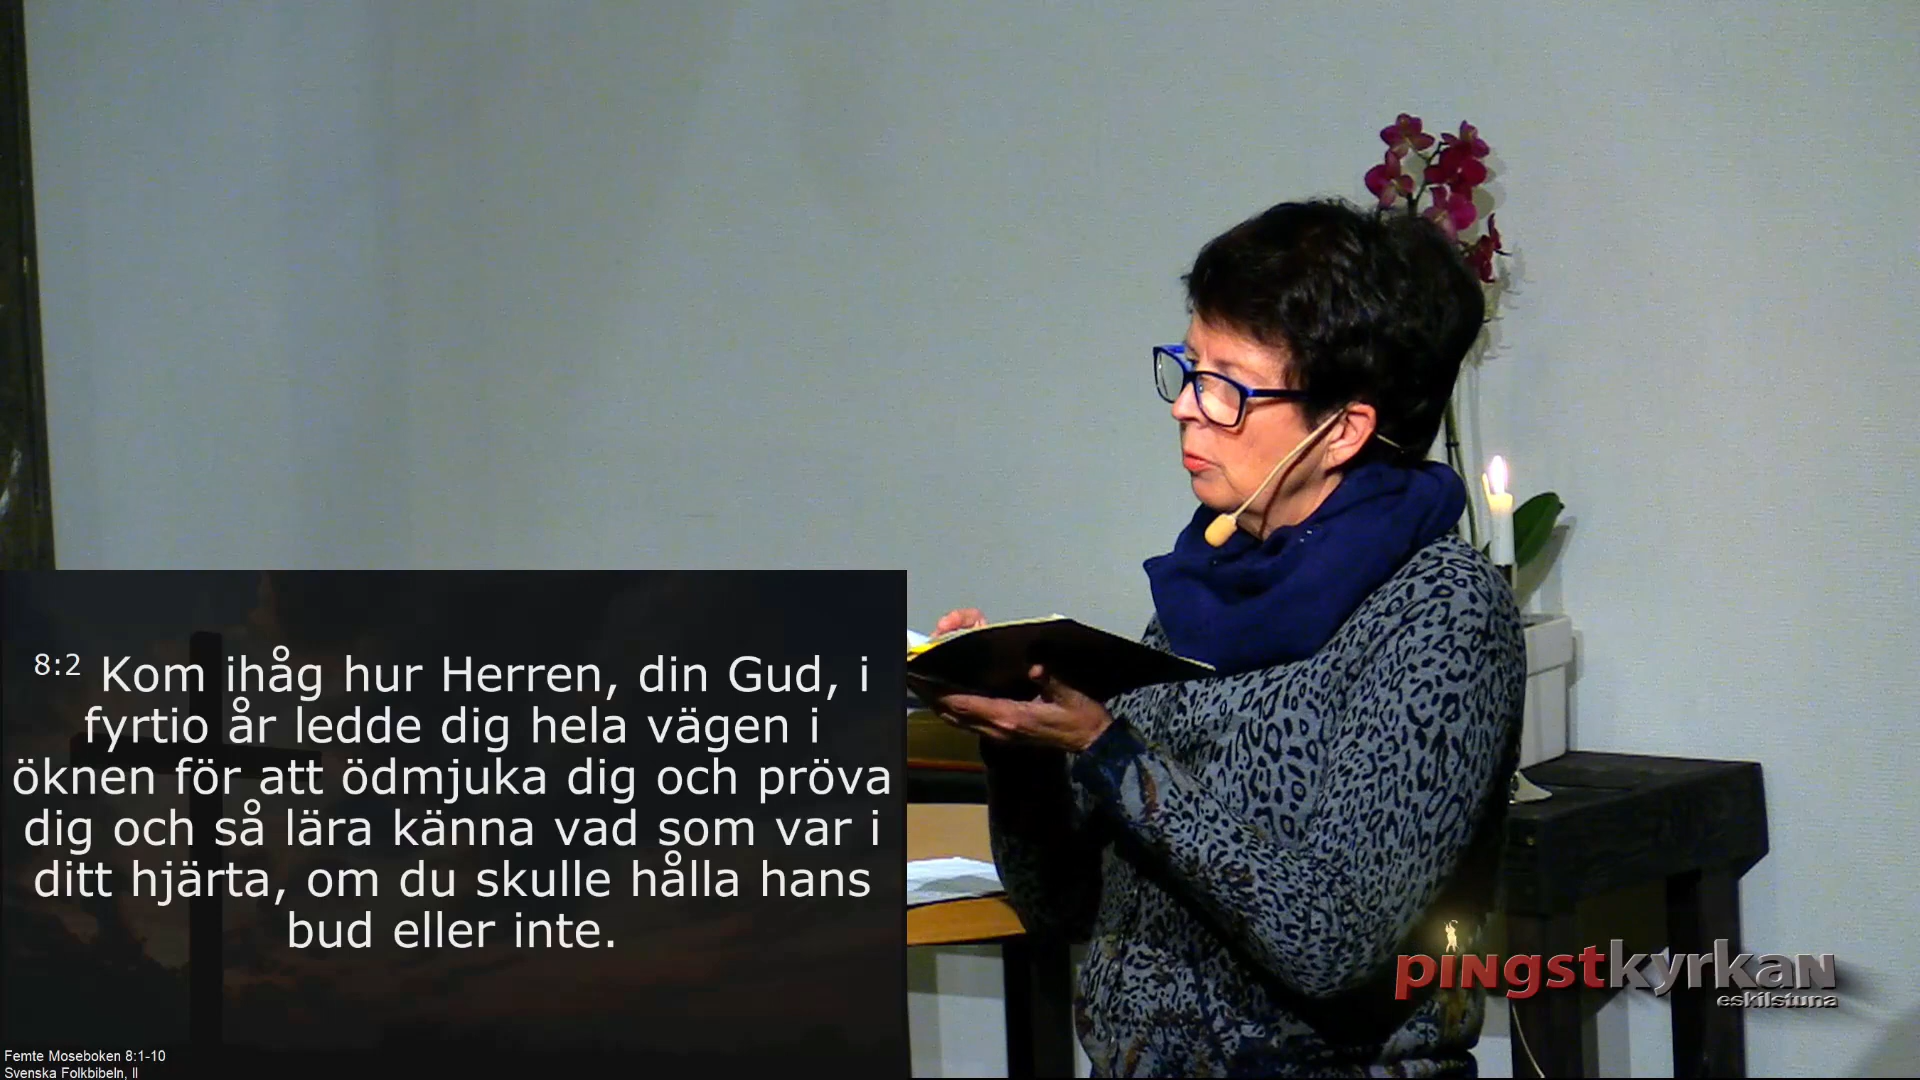 8:2 Kom ihåg hur Herren, din Gud, i
fyrtio år ledde dig hela vägen i
öknen för att ödmjuka dig och pröva
dig och så lära känna vad som var i
ditt hjärta, om du skulle hålla hans
bud eller inte.
Femte Moseboken 8:1-10
Svenska Folkbibeln, II
piNgstkyrkaN
eskilstuna